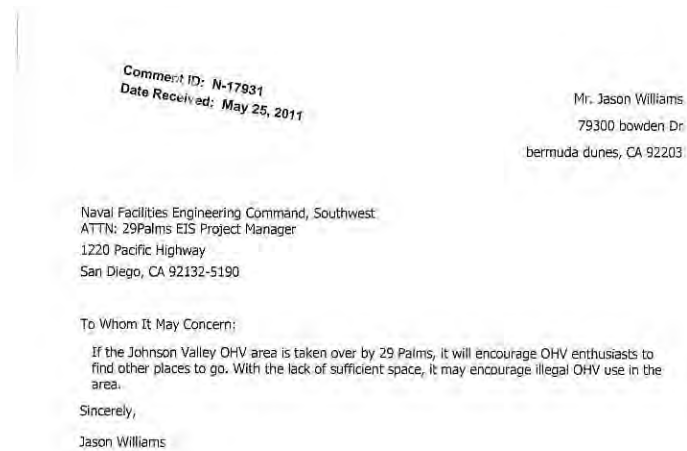 Comment ID: N-17931
Date Received: May 25, 2011
Mr. Jason Williams
79300 bowden Dr
bermuda dunes, CA 92203
Naval Facilities Engineering Command, Southwest
ATTN: 29Palms EIS Project Manager
1220 Pacific Highway
San Diego, CA 92132-5190
To Whom It May Concern:
If the Johnson Valley OHV area is taken over by 29 Palms, it will encourage OHV enthusiasts to
find other places to go. With the lack of sufficient space, it may encourage illegal OHV use in the
area.
Sincerely,
Jason Williams